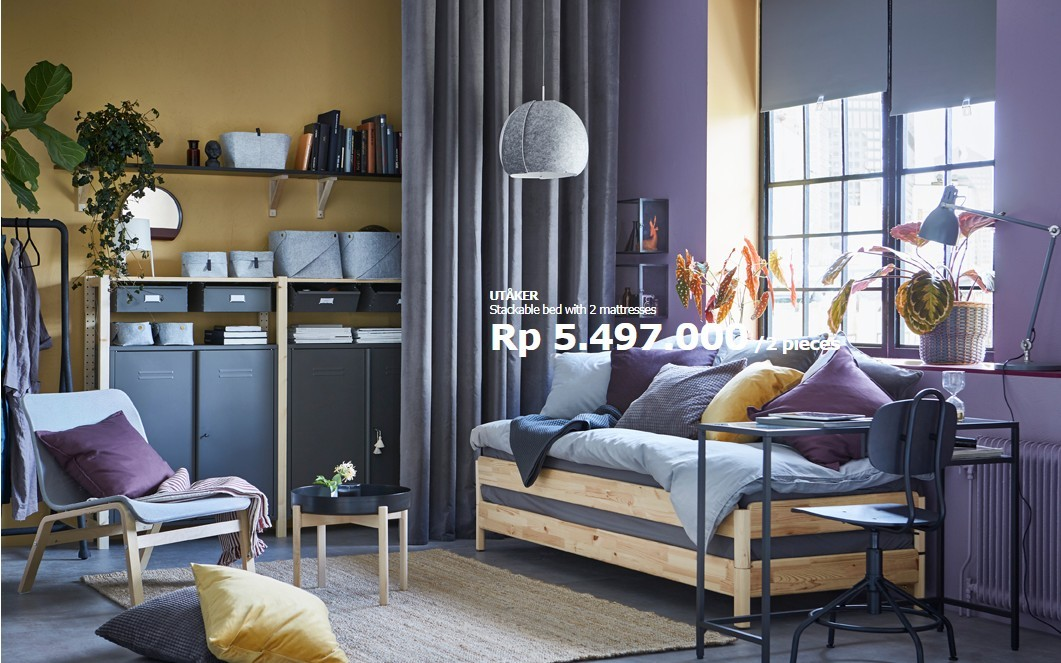 UTÅKER
Stackable bed with 2 mattresses
Rp 5.497.000 /2 pieces